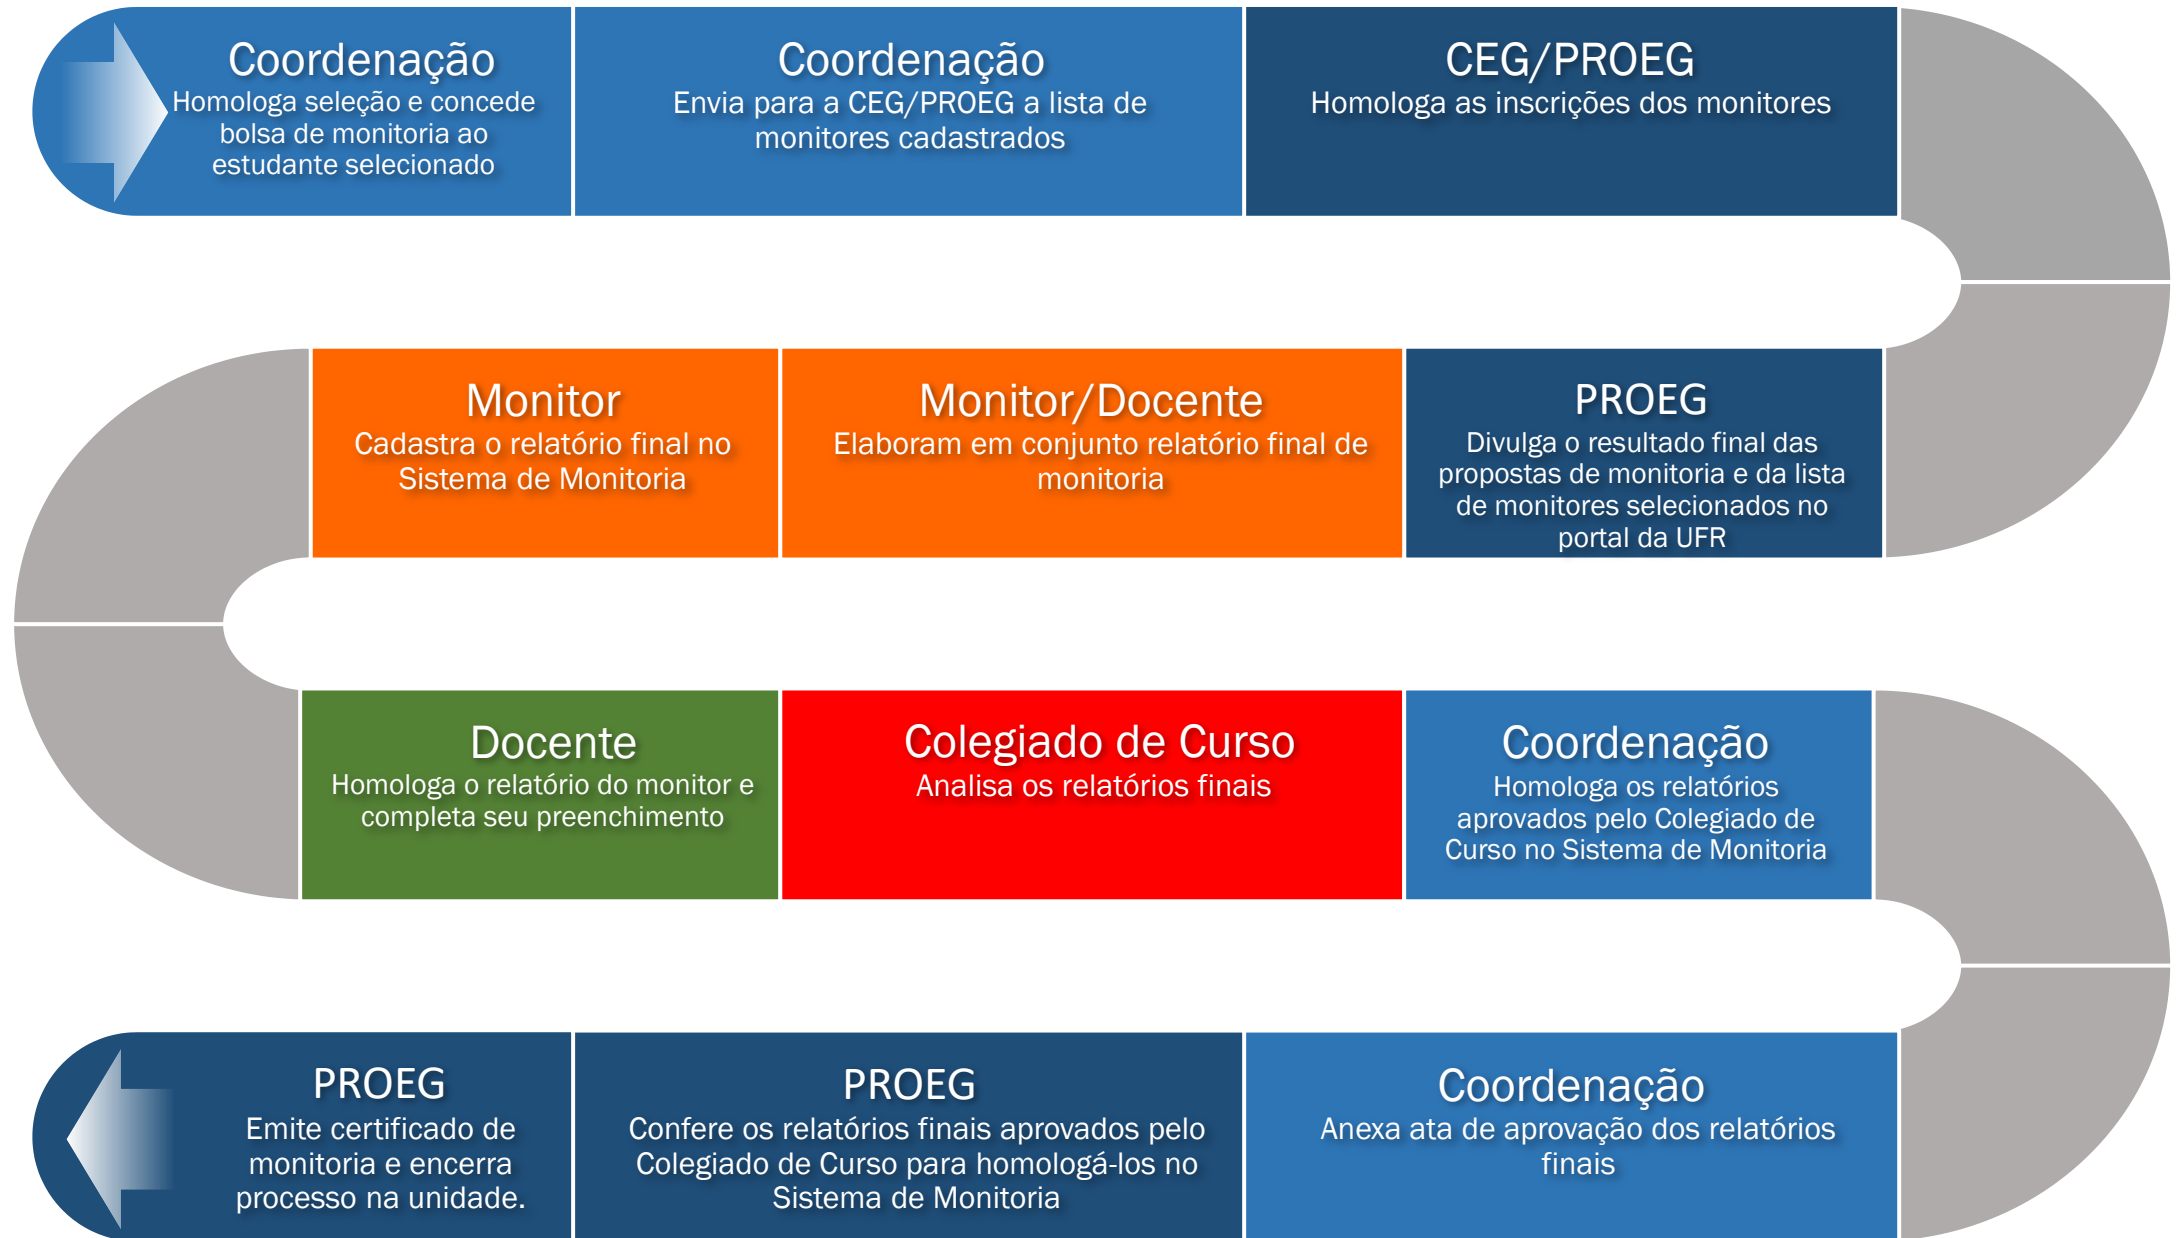 Coordenação
Homologa seleção e concede
bolsa de monitoria ao
estudante selecionado
Coordenação
Envia para a CEG/PROEG a lista de
monitores cadastrados
CEG/PROEG
Homologa as inscrições dos monitores
PROEG
Divulga o resultado final das
propostas de monitoria e da lista
de monitores selecionados no
portal da UFR
Monitor/Docente
Elaboram em conjunto relatório final de
monitoria
Monitor
Cadastra o relatório final no
Sistema de Monitoria
Docente
Homologa o relatório do monitor e
completa seu preenchimento
Colegiado de Curso
Analisa os relatórios finais
Coordenação
Homologa os relatórios
aprovados pelo Colegiado de
Curso no Sistema de Monitoria
Coordenação
Anexa ata de aprovação dos relatórios
finais
PROEG
Confere os relatórios finais aprovados pelo
Colegiado de Curso para homologá-los no
Sistema de Monitoria
PROEG
Emite certificado de
monitoria e encerra
processo na unidade.